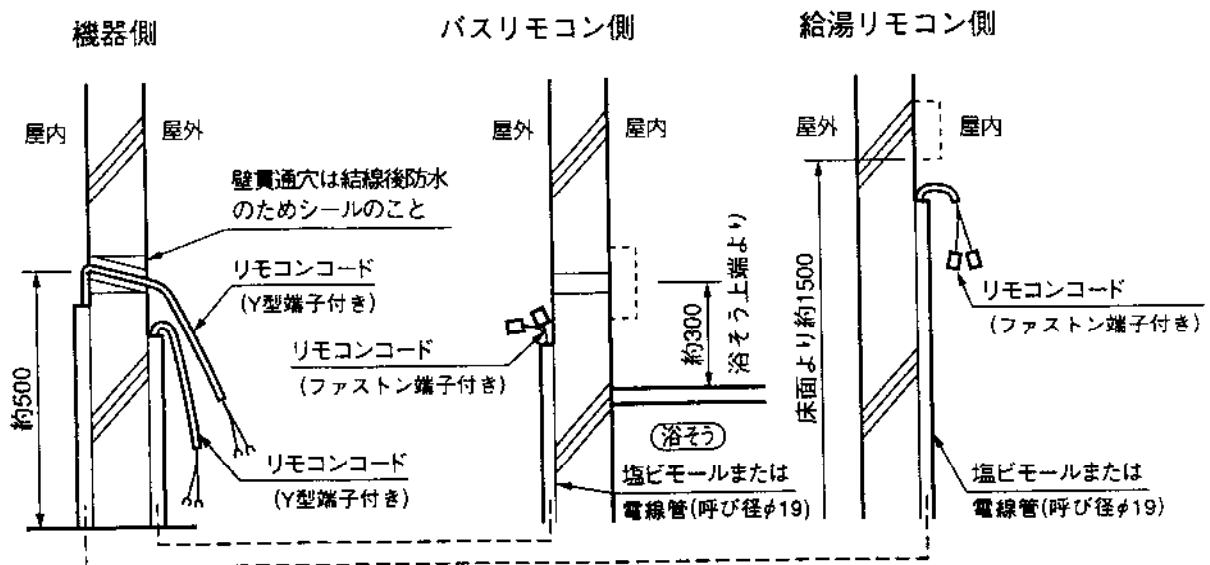 機器側
バスリモコン側
給湯リモコン側
屋内
屋外
屋外
屋内
屋外
屋内
壁貫通穴は結線後防水
のためシールのこと
リモコンコード
(Y型端子付き)
リモコンコード
(ファストン端子付き)
リモコンコード
(Y型端子付き)
約500
約300
浴そう上端より
浴そう
塩ビモールまたは
電線管(呼び径φ19)
床面より約1500
リモコンコード
(ファストン端子付き)
塩ビモールまたは
電線管(呼び径φ19)